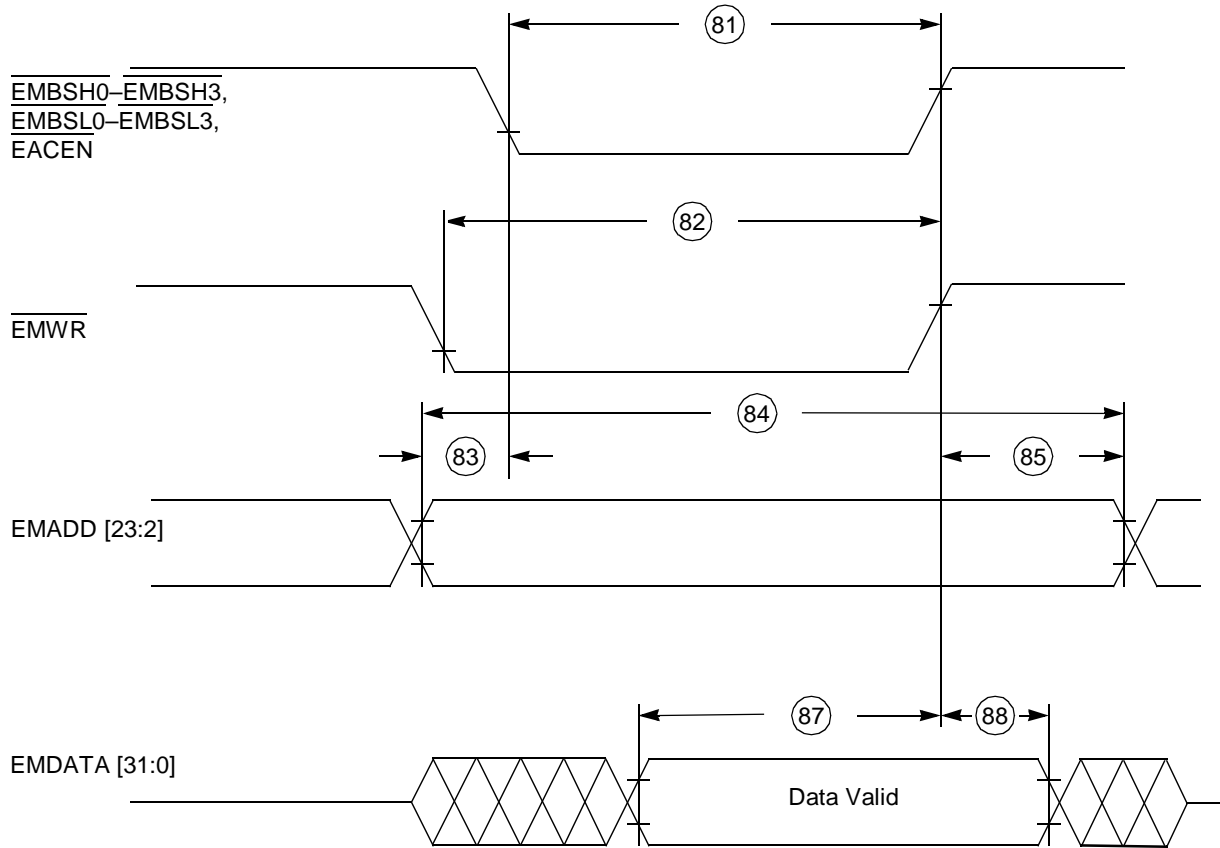 81
EMBSH0–EMBSH3,
EMBSL0–EMBSL3,
EACEN
82
EMWR
84
83
85
EMADD [23:2]
87
88
EMDATA [31:0]
Data Valid